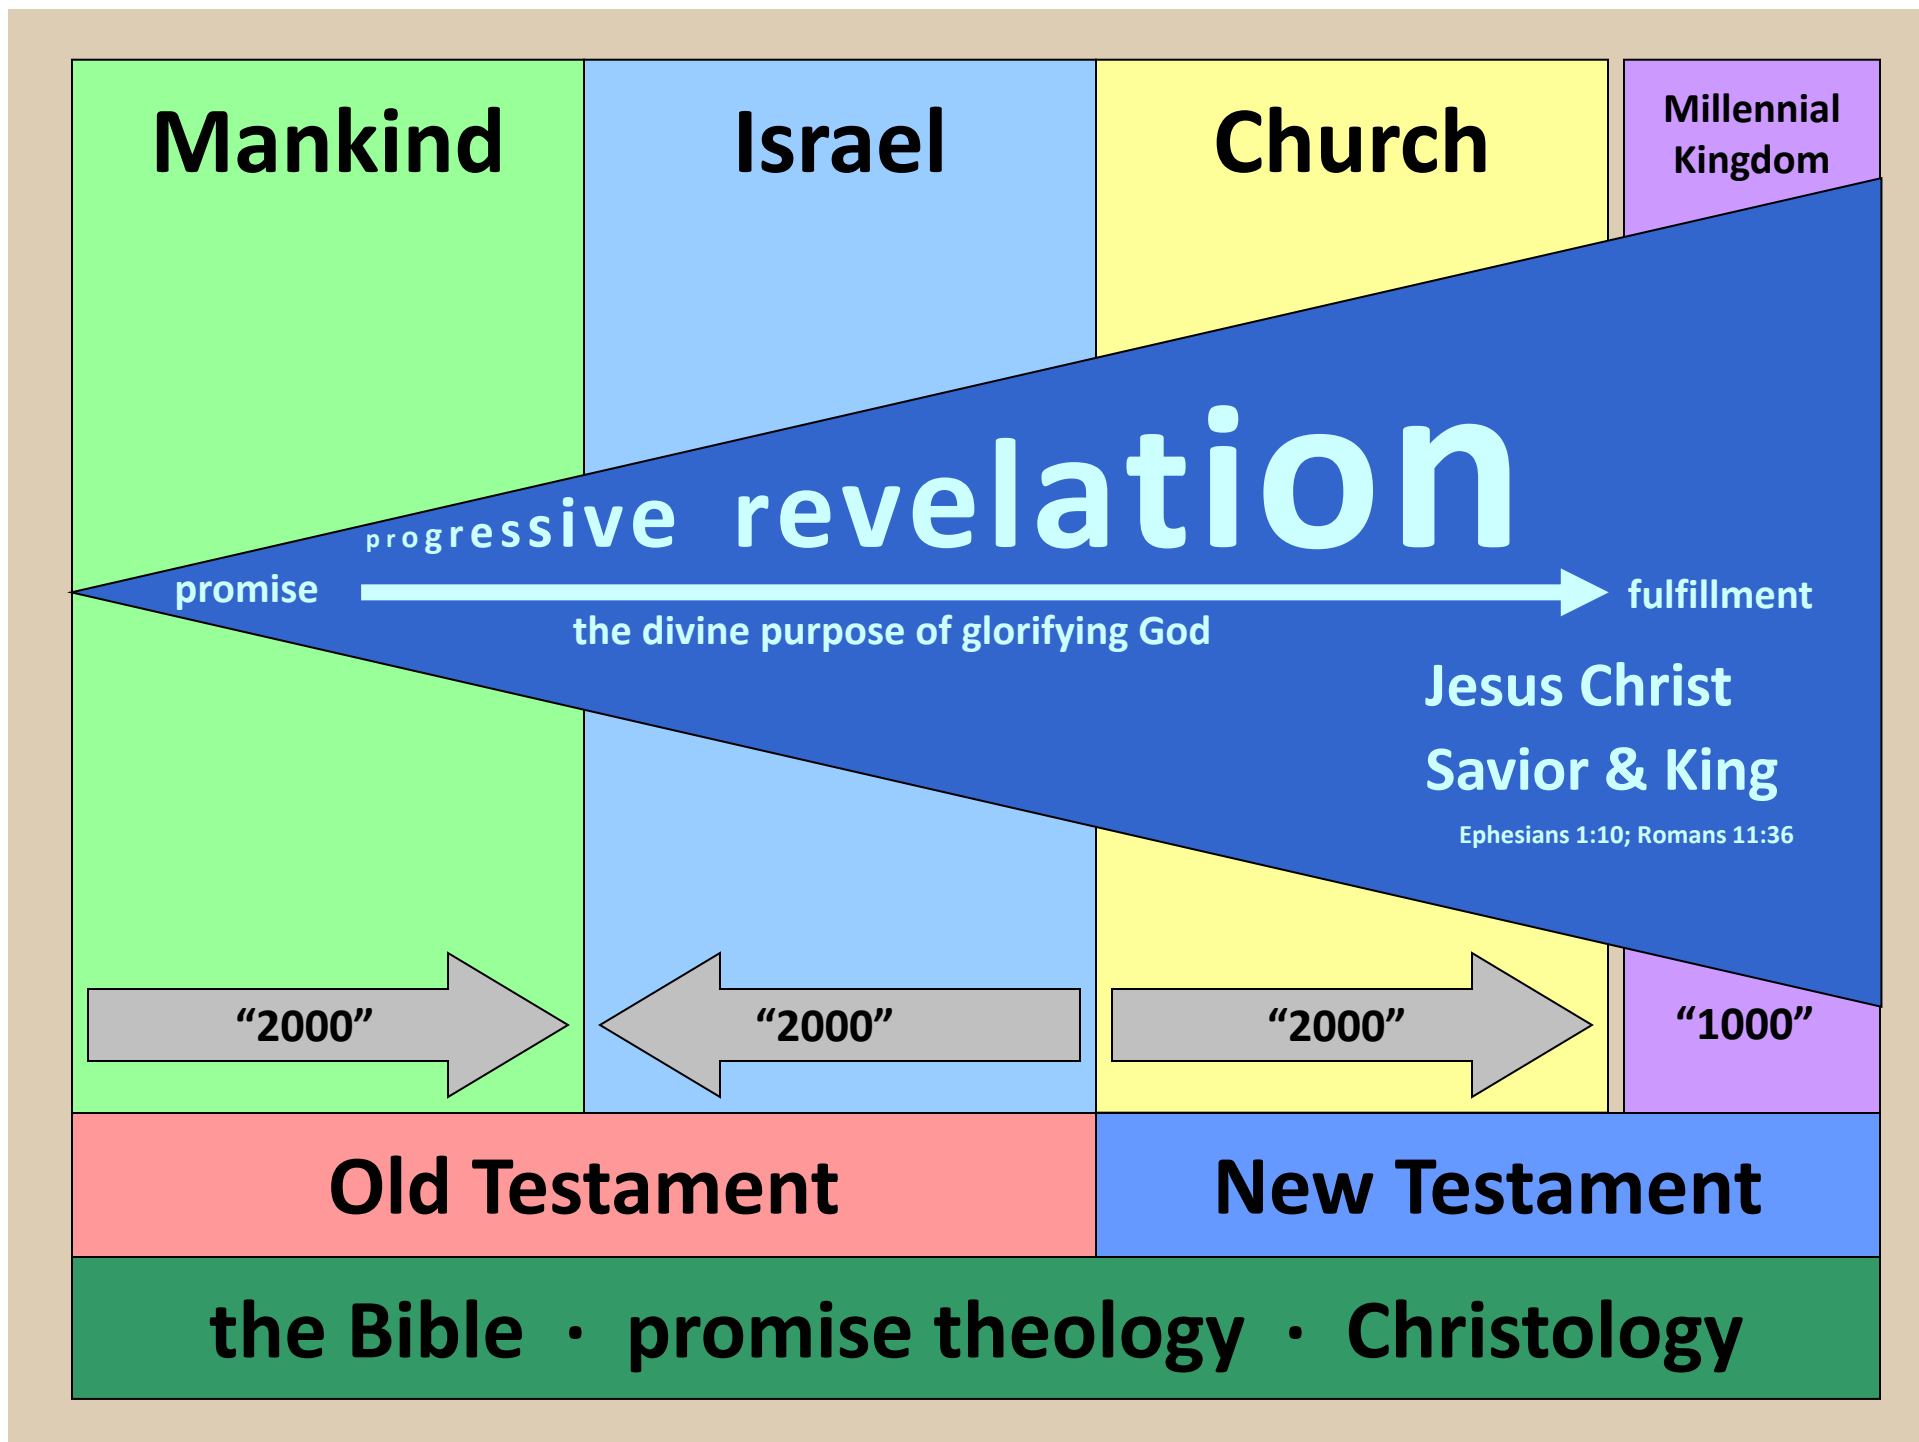 Mankind
Israel
Church
Millennial
Kingdom
progressive revelation
promise
fulfillment
the divine purpose of glorifying God
Jesus Christ
Savior & King
Ephesians 1:10; Romans 11:36
“2000”
“2000”
“2000”
“1000”
Old Testament
New Testament
the Bible · promise theology · Christology